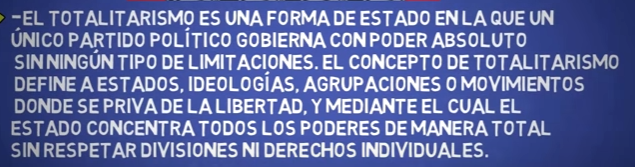 -EL TOTALITARISMO ES UNA FORMA DE ESTADO EN LA QUE UN
ÚNICO PARTIDO POLÍTICO GOBIERNA CON PODER ABSOLUTO
SIN NINGÚN TIPO DE LIMITACIONES. EL CONCEPTO DE TOTALITARISMO
DEFINE A ESTADOS, IDEOLOGÍAS, AGRUPACIONES O MOVIMIENTOS
DONDE SE PRIVA DE LA LIBERTAD, Y MEDIANTE EL CUAL EL
ESTADO CONCENTRA TODOS LOS PODERES DE MANERA TOTAL
SIN RESPETAR DIVISIONES NI DERECHOS INDIVIDUALES.